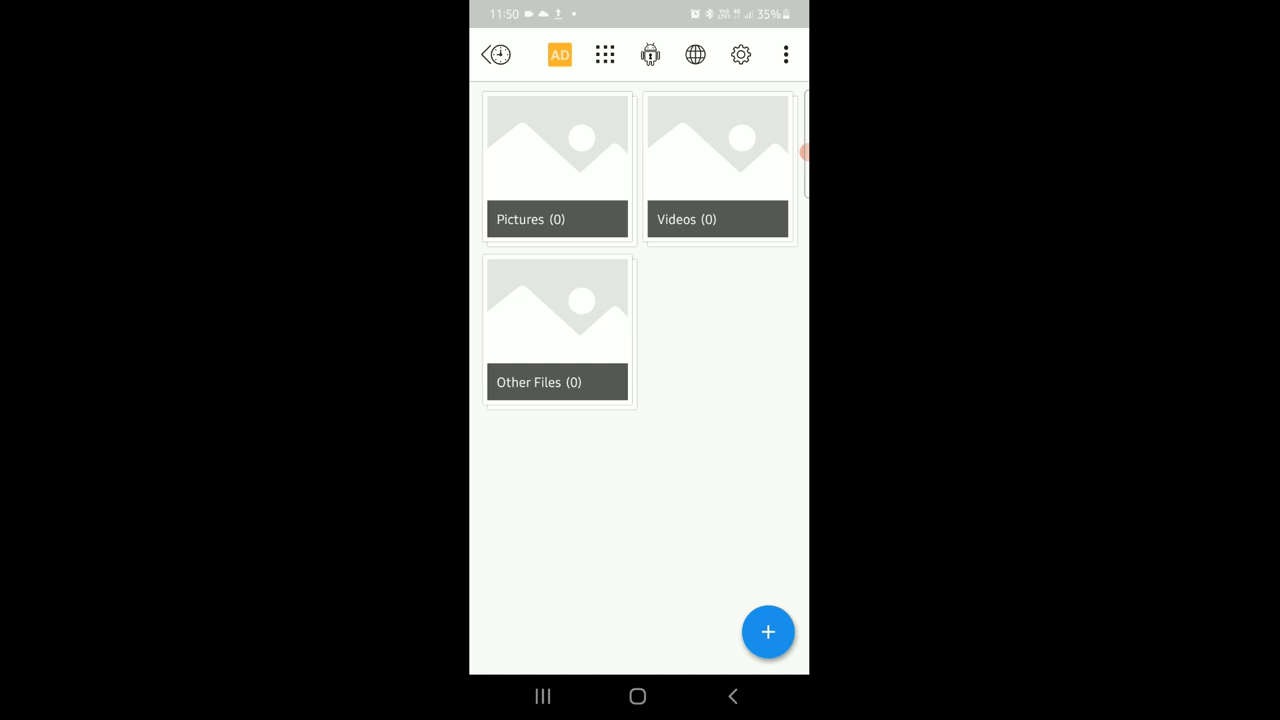 11:50
35%
AD
Pictures (0)
Videos (0)
Other Files (0)